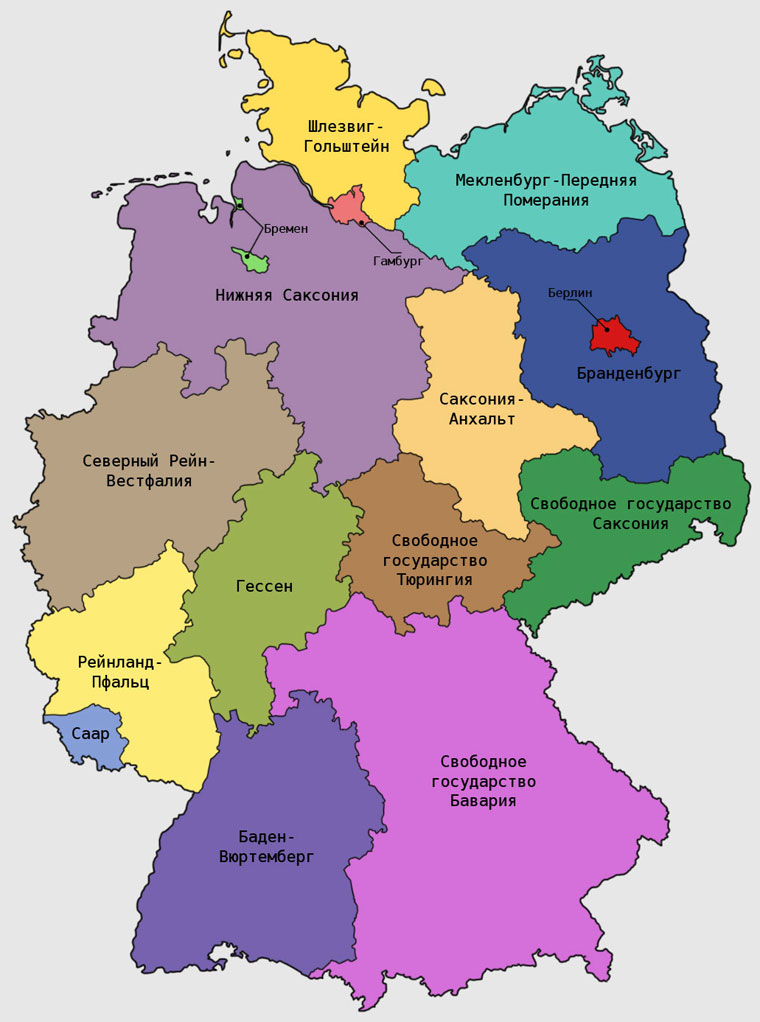 Шлезвиг-
Гольштейн
Мекленбург-Передняя
Померания
Бремен
Гамбург
Нижняя Саксония
Берлин
Бранденбург
Саксония-
Анхальт
Северный Рейн-
Вестфалия
Свободное государство
Саксония
Свободное
государство
Тюрингия
Гессен
Рейнланд-
Пфальц
Саар
Свободное
государство
Бавария
Баден-
Вюртемберг